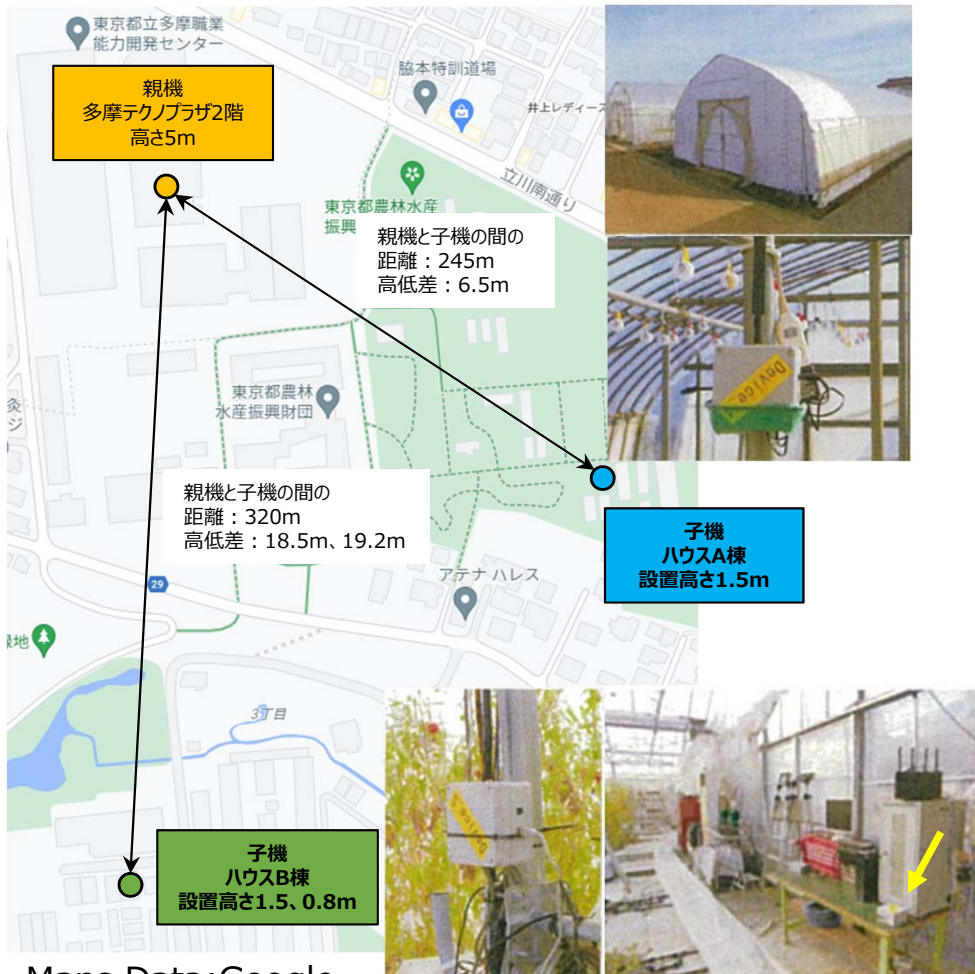 東京都立多摩職業
能力開発センター
親機
多摩テクノプラザ2階
高さ5m
脇本特訓道場
井上レディース
立川南通り
東京都農林水産
振興
親機と子機の間の
距離：245m
高低差：6.5m
Device
東京都農林
水産振興財団
灸
ジ
親機と子機の間の
距離：320m
高低差：18.5m、19.2m
子機
ハウスA棟
設置高さ1.5m
アテナ ハレス
29
緑地
3丁目
子機
ハウスB棟
設置高さ1.5、0.8m
Maps Data:Google